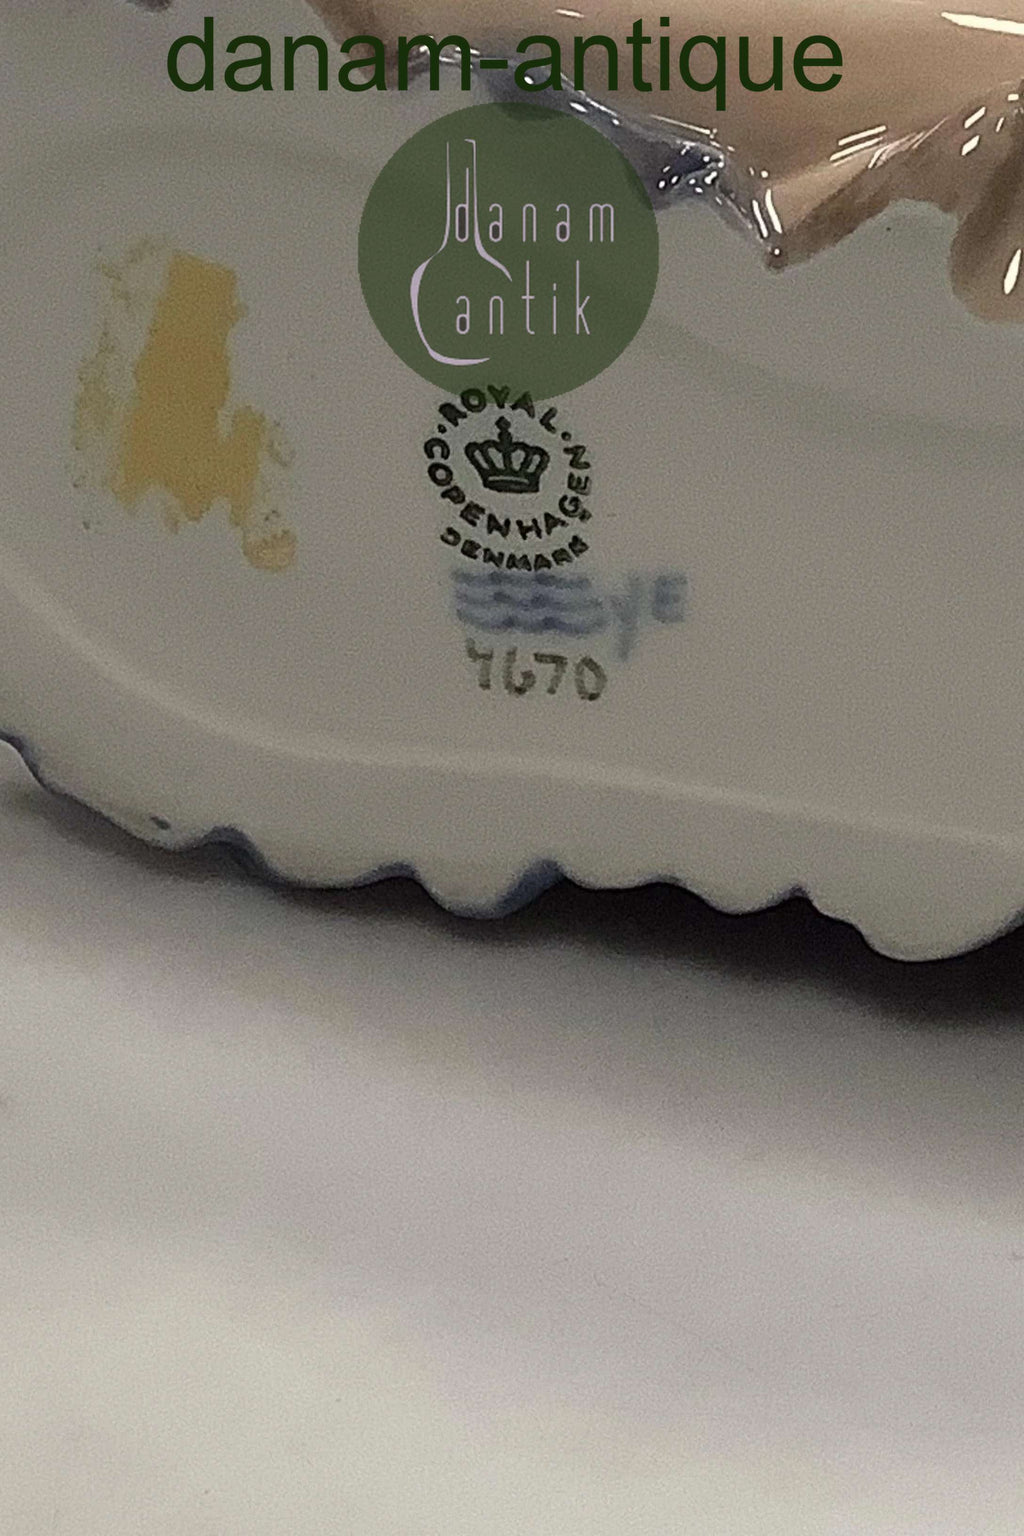 danam-antique
danam
antik
ROYAL · COPENHAGEN ·
DENMARK
4670